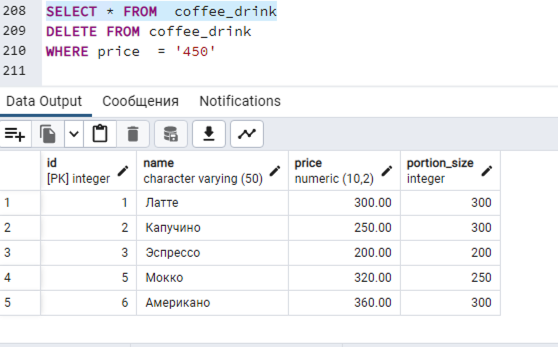 208 SELECT * FROM  coffee_drink
209 DELETE FROM coffee_drink
210 WHERE price  = '450'
211
Data Output Сообщения Notifications
id name price portion_size
[PK] integer character varying (50) numeric (10,2) integer
1 1 Латте 300.00 300
2 2 Капучино 250.00 300
3 3 Эспрессо 200.00 200
4 5 Мокко 320.00 250
5 6 Американо 360.00 300